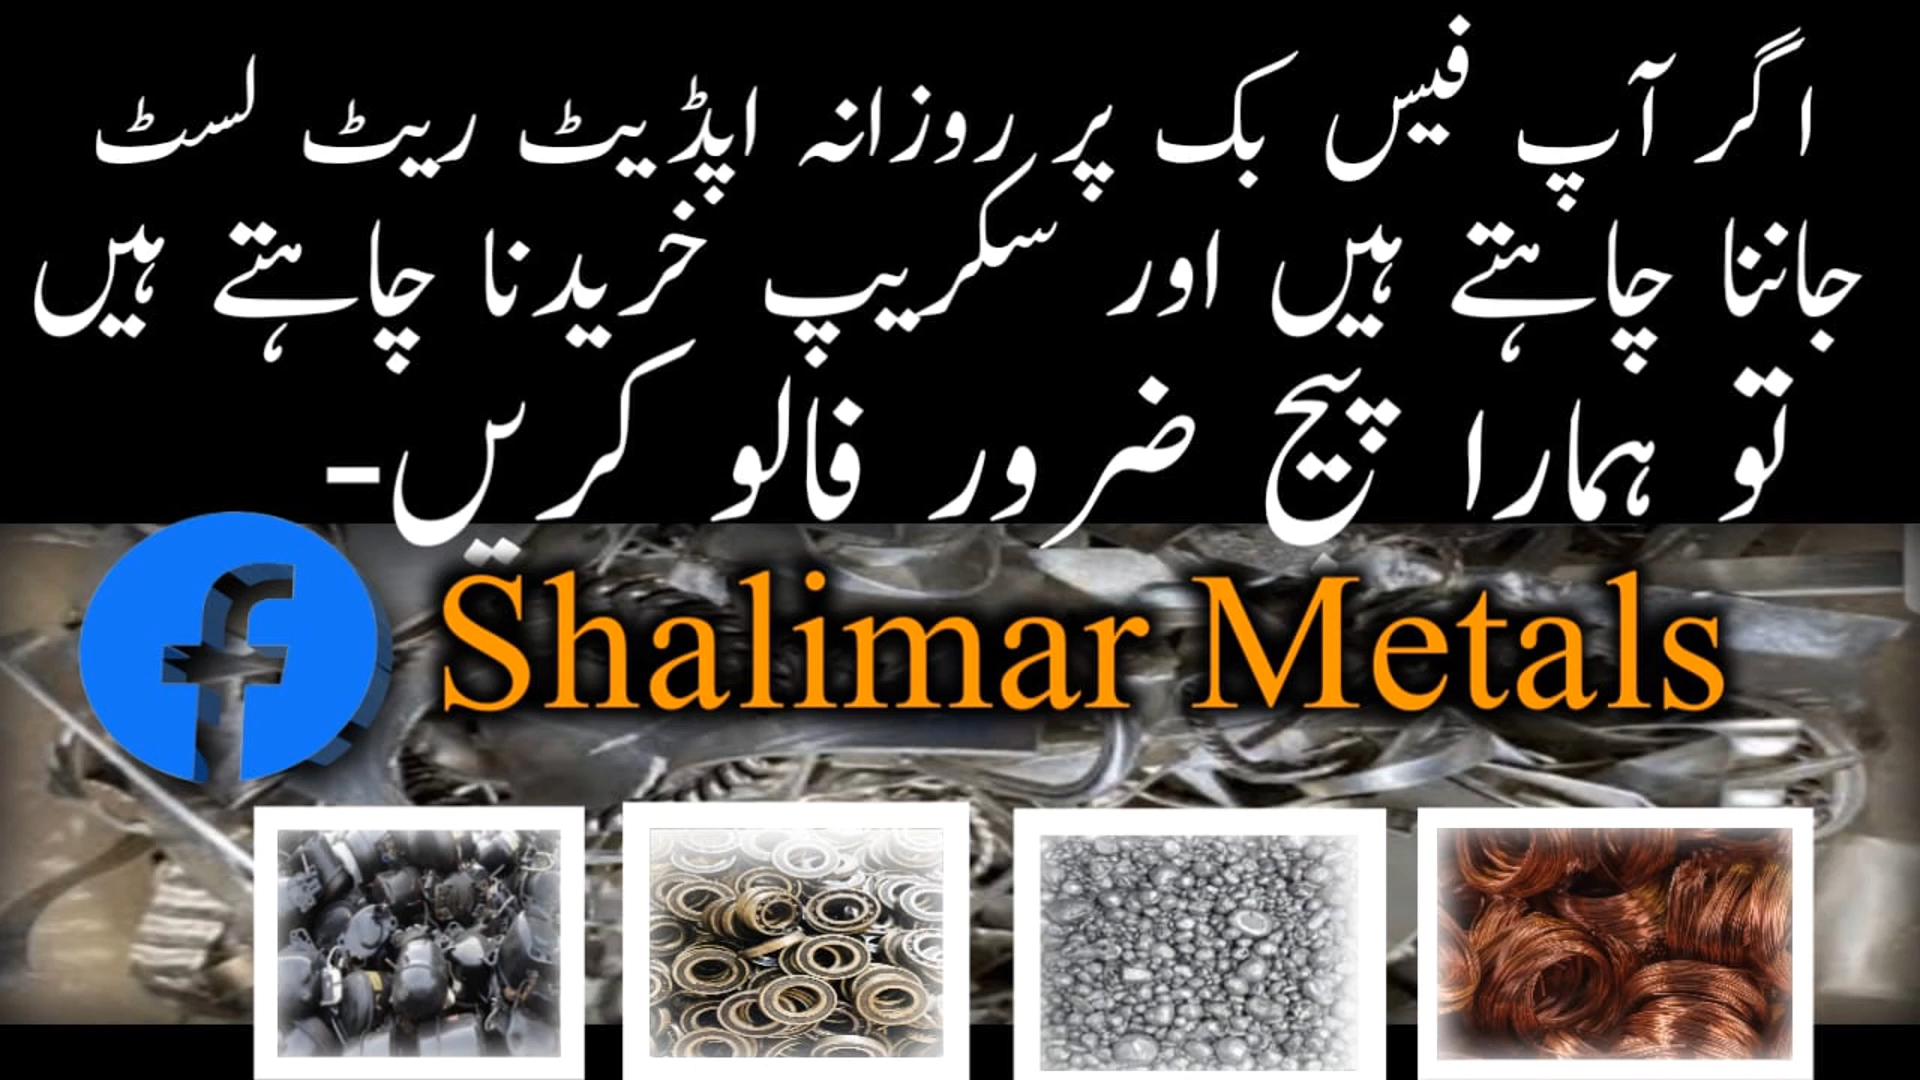 اگر آپ فیس بک پر روزانہ اپڈیٹ ریٹ لسٹ
جاننا چاہتے ہیں اور سکریپ خریدنا چاہتے ہیں
تو ہمارا پیج ضرور فالو کریں-
Shalimar Metals